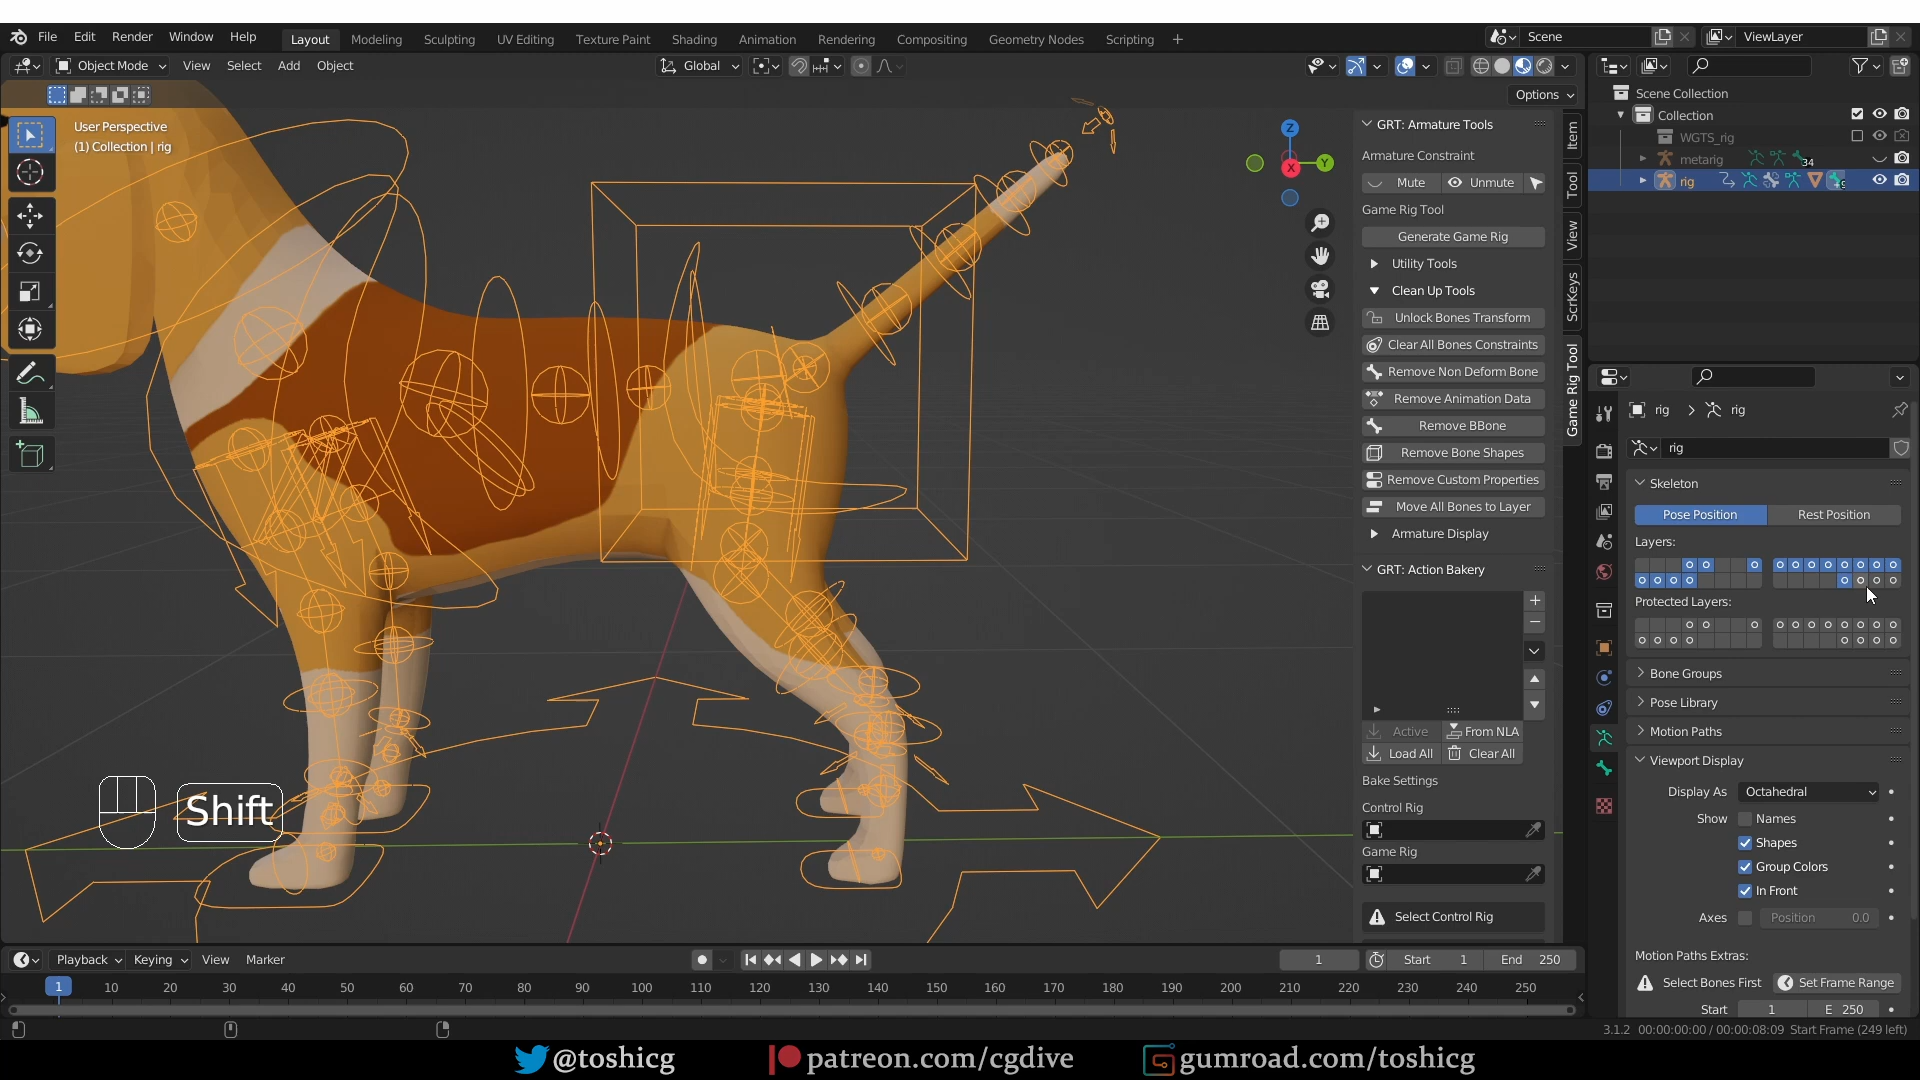 File Edit Render Window Help Layout Modeling Sculpting UV Editing Texture Paint Shading Animation Rendering Compositing Geometry Nodes Scripting + Scene ViewLayer
Object Mode View Select Add Object Global
Options
User Perspective
(1) Collection | rig
Z
Y
X
Shift
GRT: Armature Tools
Armature Constraint
Mute Unmute
Game Rig Tool
Generate Game Rig
Utility Tools
Clean Up Tools
Unlock Bones Transform
Clear All Bones Constraints
Remove Non Deform Bone
Remove Animation Data
Remove BBone
Remove Bone Shapes
Remove Custom Properties
Move All Bones to Layer
Armature Display
GRT: Action Bakery
Active From NLA
Load All Clear All
Bake Settings
Control Rig
Game Rig
Select Control Rig
Item
Tool
View
ScrKeys
Game Rig Tool
Scene Collection
Collection
WGTS_rig
metarig 34
rig
rig > rig
rig
Skeleton
Pose Position Rest Position
Layers:
Protected Layers:
Bone Groups
Pose Library
Motion Paths
Viewport Display
Display As Octahedral
Show Names
Shapes
Group Colors
In Front
Axes Position 0.0
Motion Paths Extras:
Select Bones First Set Frame Range
Start 1 E 250
Playback Keying View Marker 1 Start 1 End 250
1 10 20 30 40 50 60 70 80 90 100 110 120 130 140 150 160 170 180 190 200 210 220 230 240 250
3.1.2 00:00:00:00 / 00:00:08:09 Start Frame (249 left)
@toshicg patreon.com/cgdive gumroad.com/toshicg